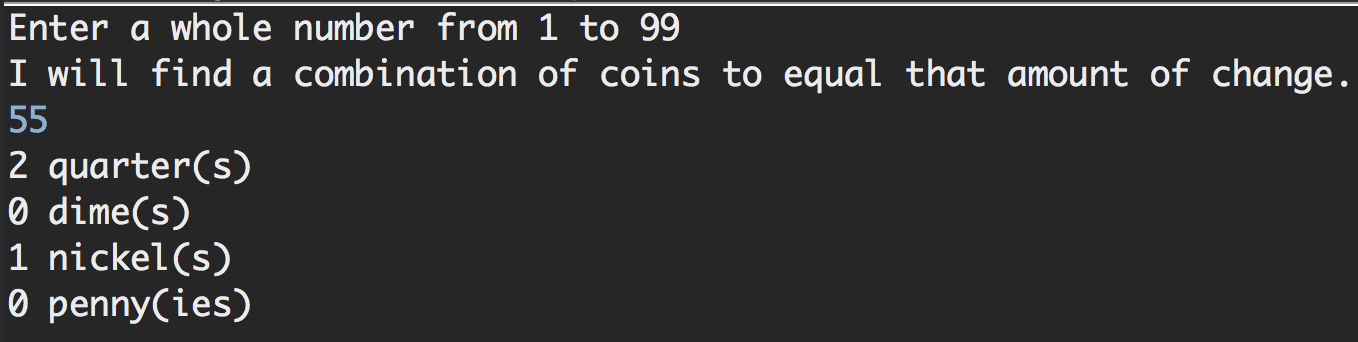 Enter a whole number from 1 to 99
I will find a combination of coins to equal that amount of change.
55
2 quarter(s)
0 dime(s)
1 nickel(s)
0 penny(ies)